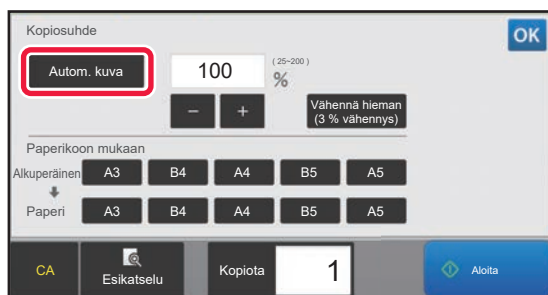 Kopiosuhde
OK
Autom. kuva
100
(25~200)
%
−
+
Vähennä hieman
(3 % vähennys)
Paperikoon mukaan
Alkuperäinen
A3
B4
A4
B5
A5
Paperi
A3
B4
A4
B5
A5
CA
Esikatselu
Kopiota
1
Aloita